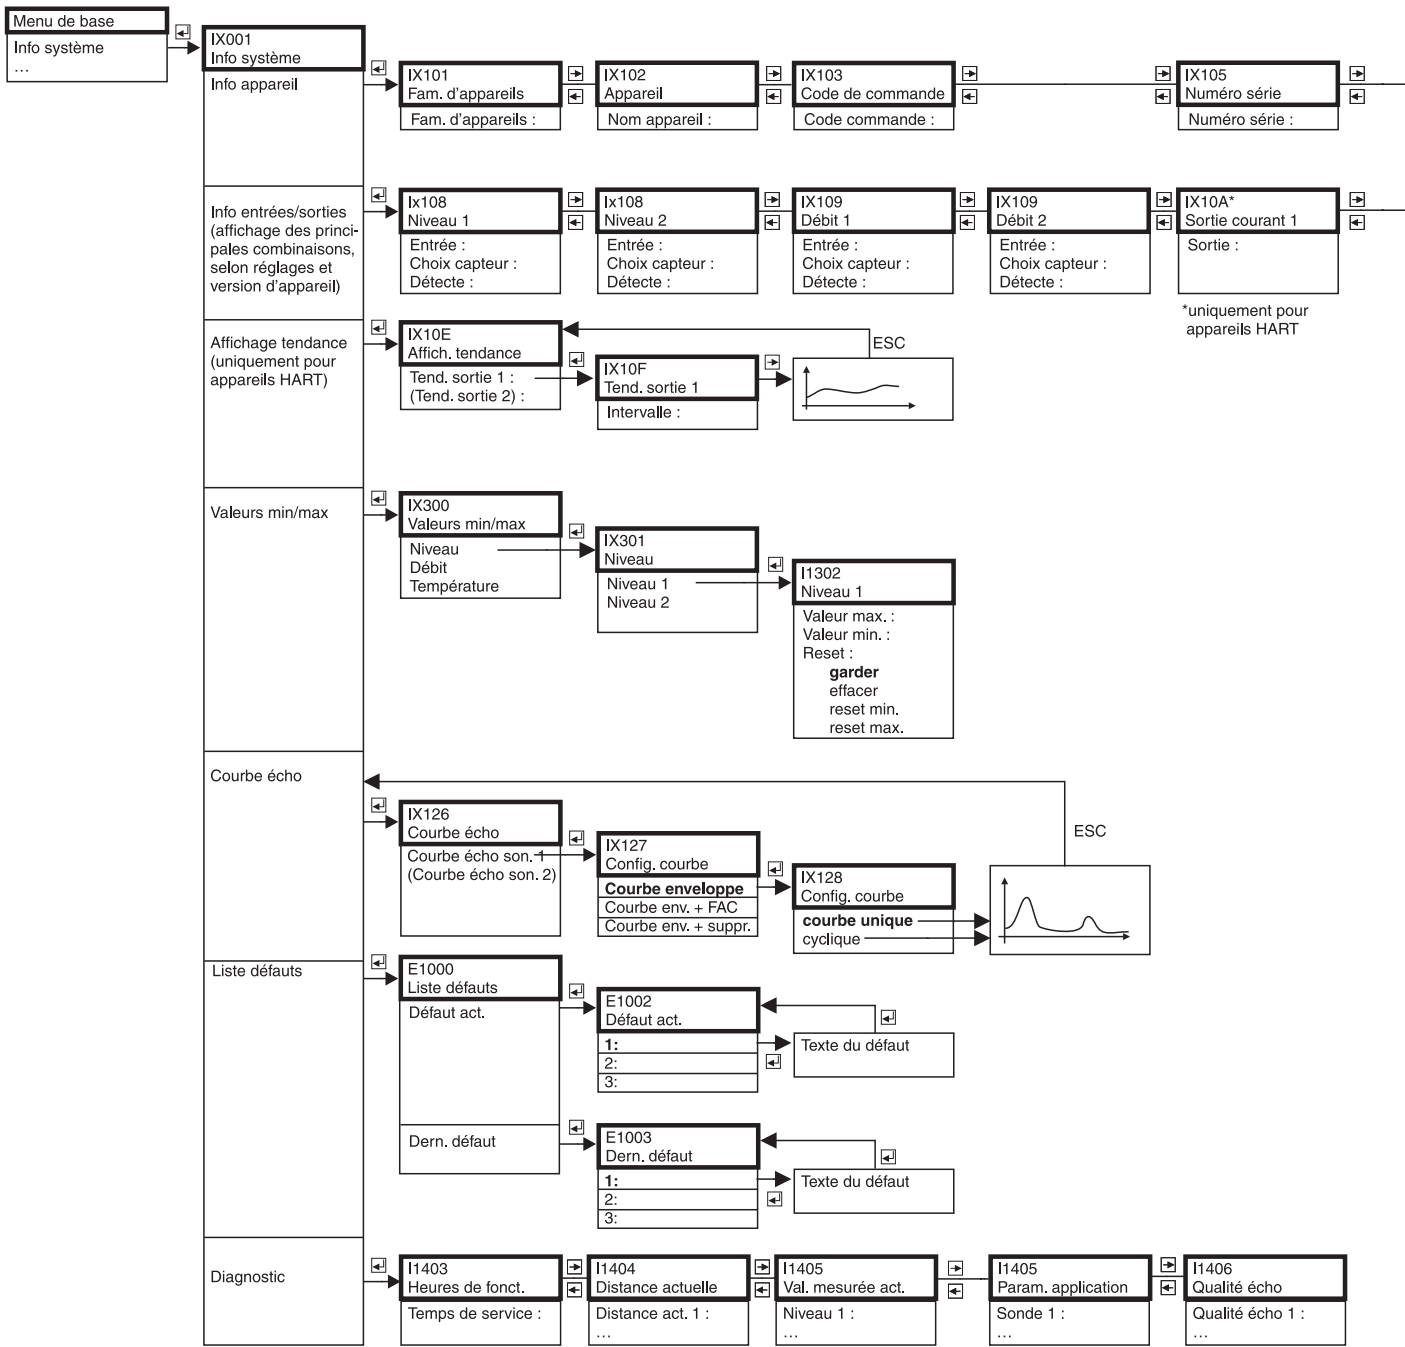 Menu de base
Info système
...
IX001
Info système
Info appareil
IX101
Fam. d'appareils
Fam. d'appareils :
IX102
Appareil
Nom appareil :
IX103
Code de commande
Code commande :
IX105
Numéro série
Numéro série :
Info entrées/sorties
(affichage des princi-
pales combinaisons,
selon réglages et
version d'appareil)
Ix108
Niveau 1
Entrée :
Choix capteur :
Détecte :
Ix108
Niveau 2
Entrée :
Choix capteur :
Détecte :
IX109
Débit 1
Entrée :
Choix capteur :
Détecte :
IX109
Débit 2
Entrée :
Choix capteur :
Détecte :
IX10A*
Sortie courant 1
Sortie :
*uniquement pour
appareils HART
Affichage tendance
(uniquement pour
appareils HART)
IX10E
Affich. tendance
Tend. sortie 1 :
(Tend. sortie 2) :
IX10F
Tend. sortie 1
Intervalle :
ESC
Valeurs min/max
IX300
Valeurs min/max
Niveau
Débit
Température
IX301
Niveau
Niveau 1
Niveau 2
I1302
Niveau 1
Valeur max. :
Valeur min. :
Reset :
garder
effacer
reset min.
reset max.
Courbe écho
IX126
Courbe écho
Courbe écho son. 1
(Courbe écho son. 2)
IX127
Config. courbe
Courbe enveloppe
Courbe env. + FAC
Courbe env. + suppr.
IX128
Config. courbe
courbe unique
cyclique
ESC
Liste défauts
E1000
Liste défauts
Défaut act.
E1002
Défaut act.
1:
2:
3:
Texte du défaut
Dern. défaut
E1003
Dern. défaut
1:
2:
3:
Texte du défaut
Diagnostic
I1403
Heures de fonct.
Temps de service :
I1404
Distance actuelle
Distance act. 1 :
...
I1405
Val. mesurée act.
Niveau 1 :
...
I1405
Param. application
Sonde 1 :
...
I1406
Qualité écho
Qualité écho 1 :
...